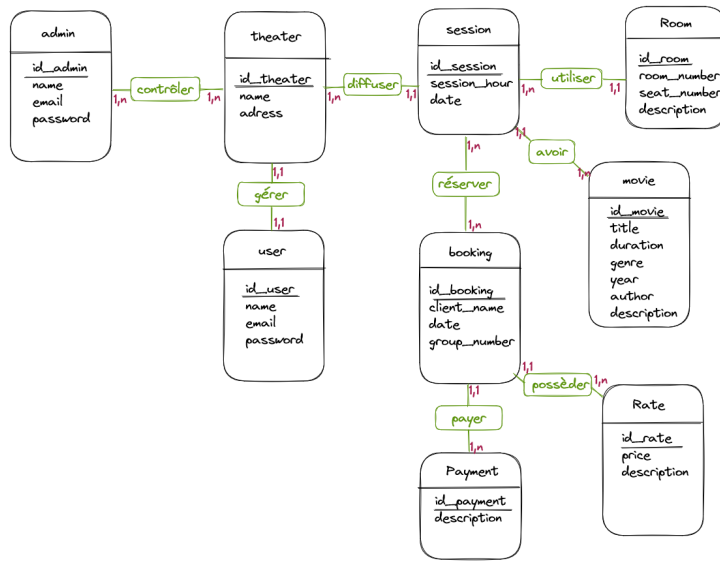 admin
id_admin
name
email
password
1,n
contrôler
1,n
theater
id_theater
name
adress
1,n
diffuser
1,1
session
id_session
session_hour
date
1,n
utiliser
1,1
Room
id_room
room_number
seat_number
description
1,1
avoir
1,n
movie
id_movie
title
duration
genre
year
author
description
1,1
gérer
1,1
user
id_user
name
email
password
1,n
réserver
1,n
booking
id_booking
client_name
date
group_number
1,1
possèder
1,n
Rate
id_rate
price
description
1,1
payer
1,n
Payment
id_payment
description